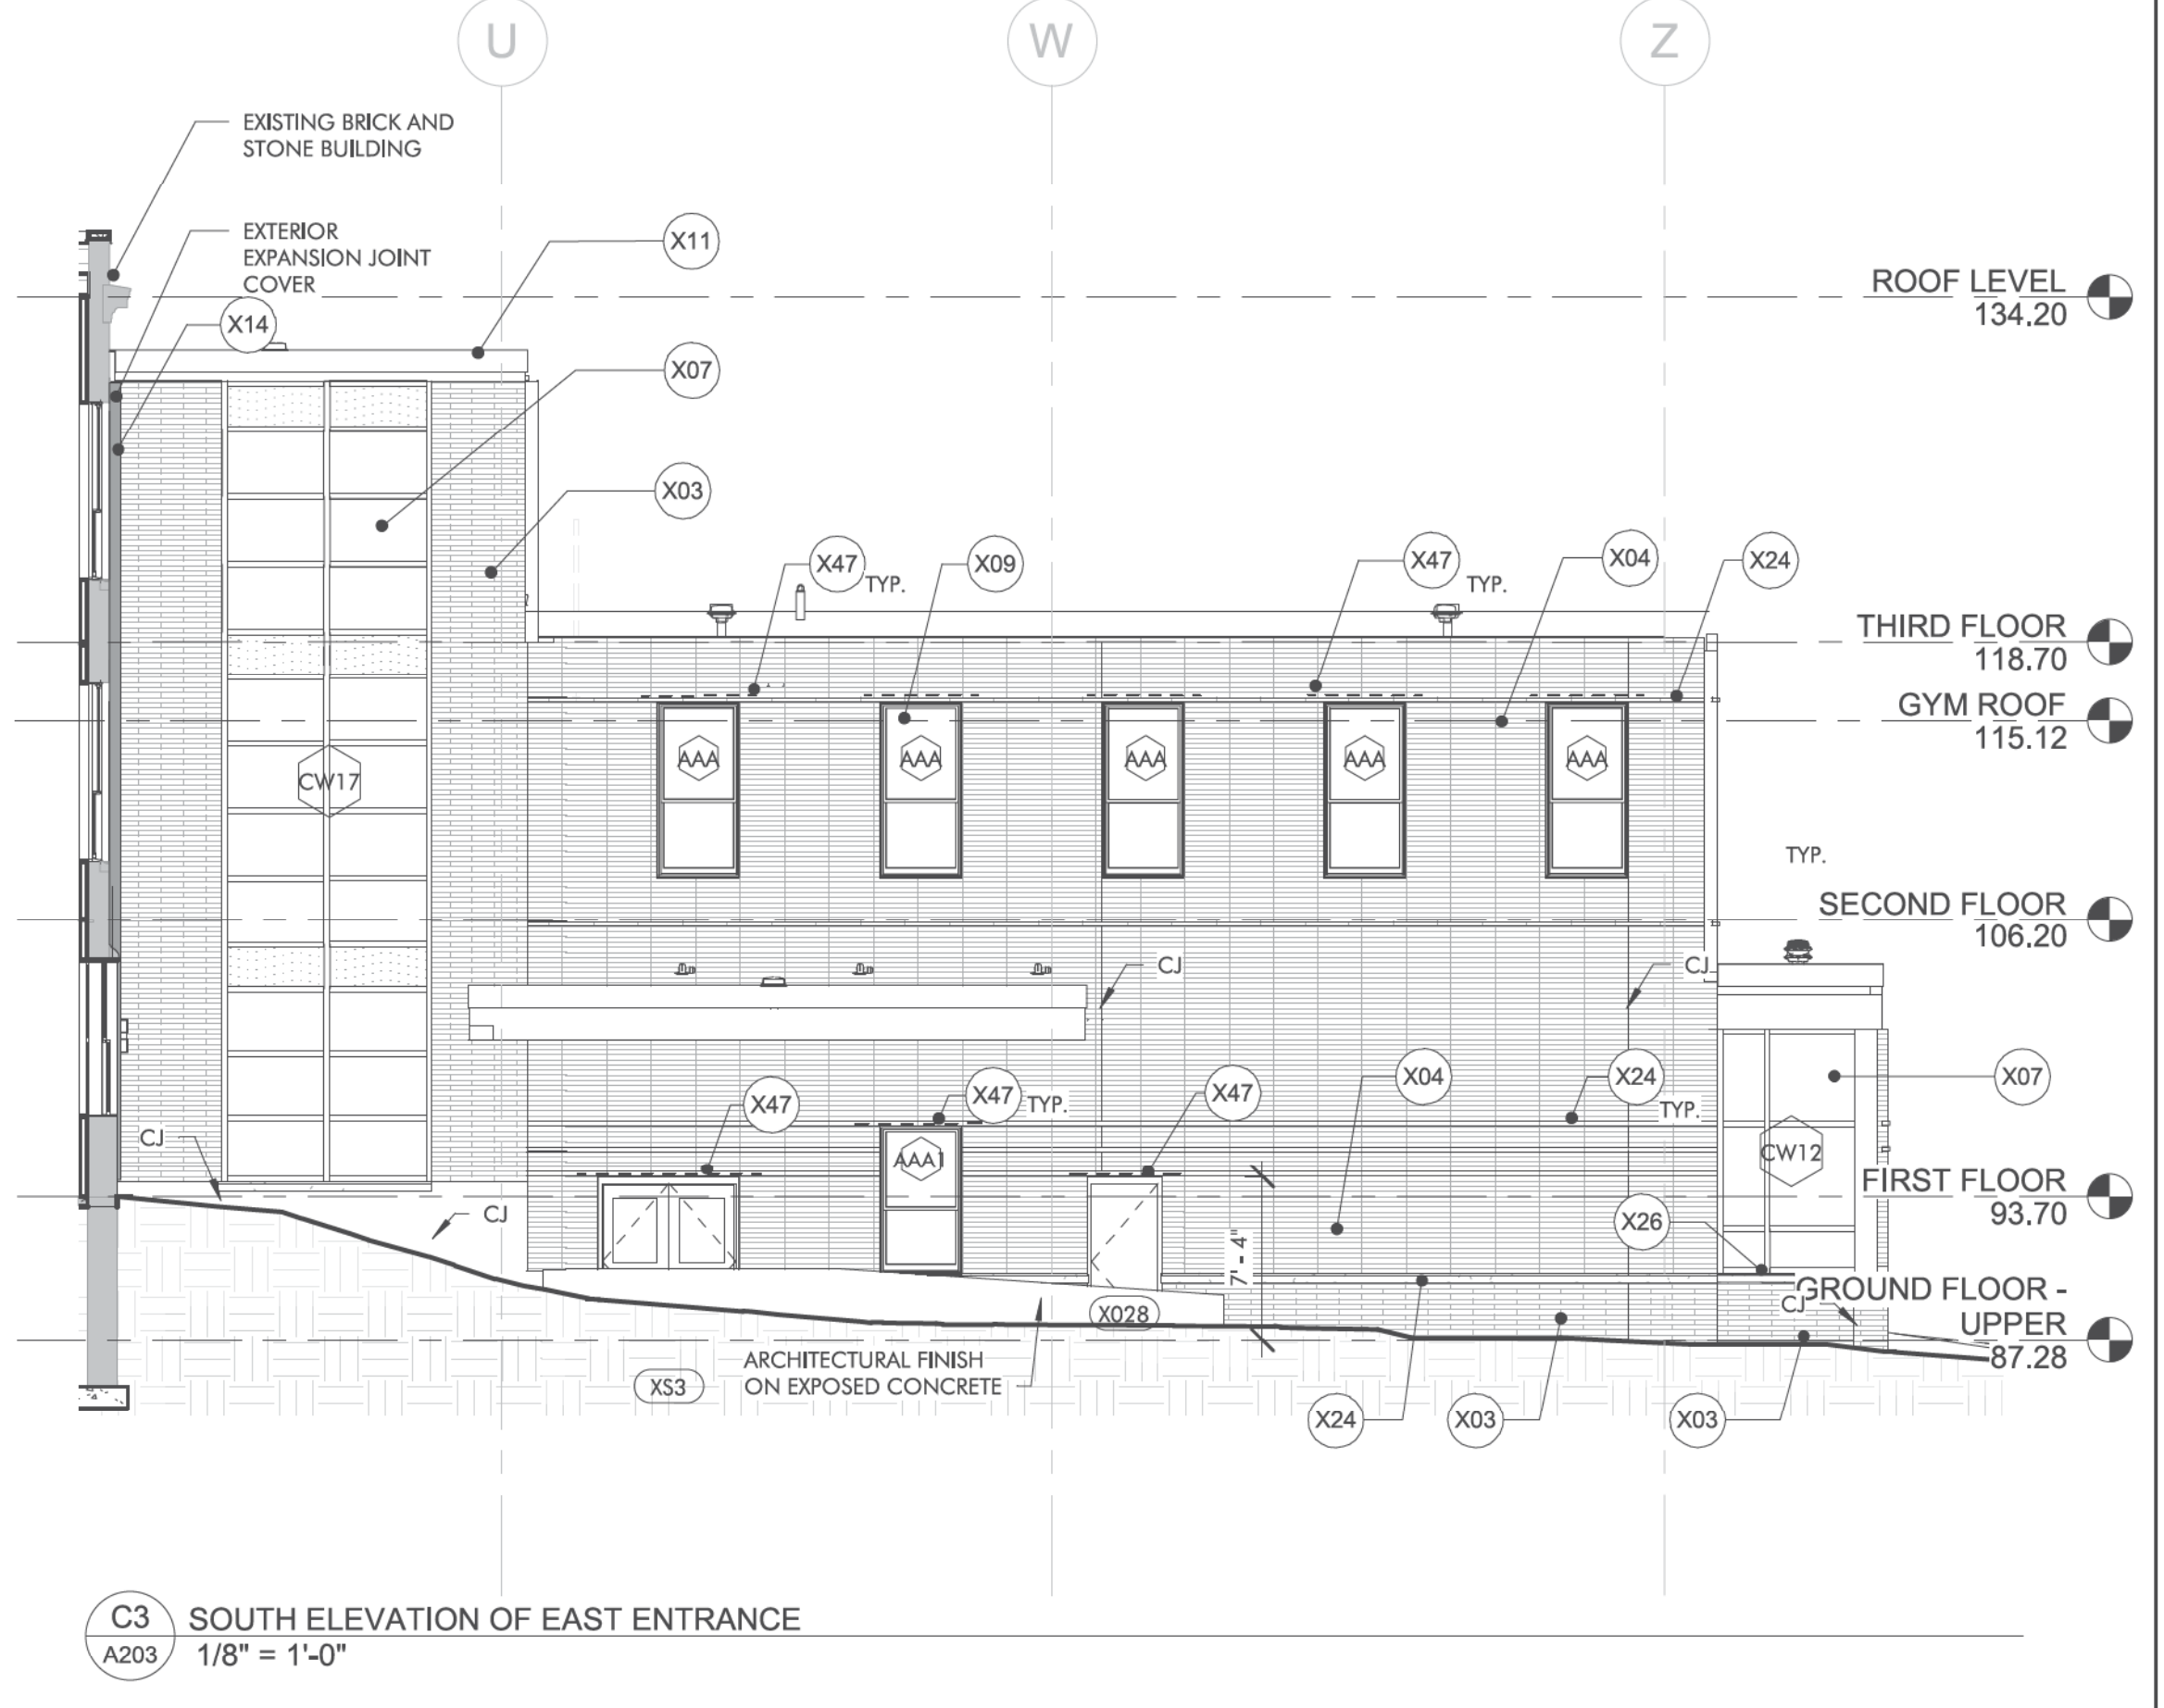 U
W
Z
EXISTING BRICK AND
STONE BUILDING
EXTERIOR
EXPANSION JOINT
COVER
X11
X14
X07
X03
ROOF LEVEL
134.20
X47
TYP.
X09
X47
TYP.
X04
X24
THIRD FLOOR
118.70
GYM ROOF
115.12
AAA
AAA
AAA
AAA
AAA
CW17
TYP.
SECOND FLOOR
106.20
CJ
CJ
X47
X47
TYP.
X47
X04
X24
TYP.
X07
CJ
AAA1
CW12
FIRST FLOOR
93.70
CJ
X26
7'- 4"
X028
GROUND FLOOR -
CJ
UPPER
87.28
XS3
ARCHITECTURAL FINISH
ON EXPOSED CONCRETE
X24
X03
X03
C3
A203
SOUTH ELEVATION OF EAST ENTRANCE
1/8" = 1'-0"